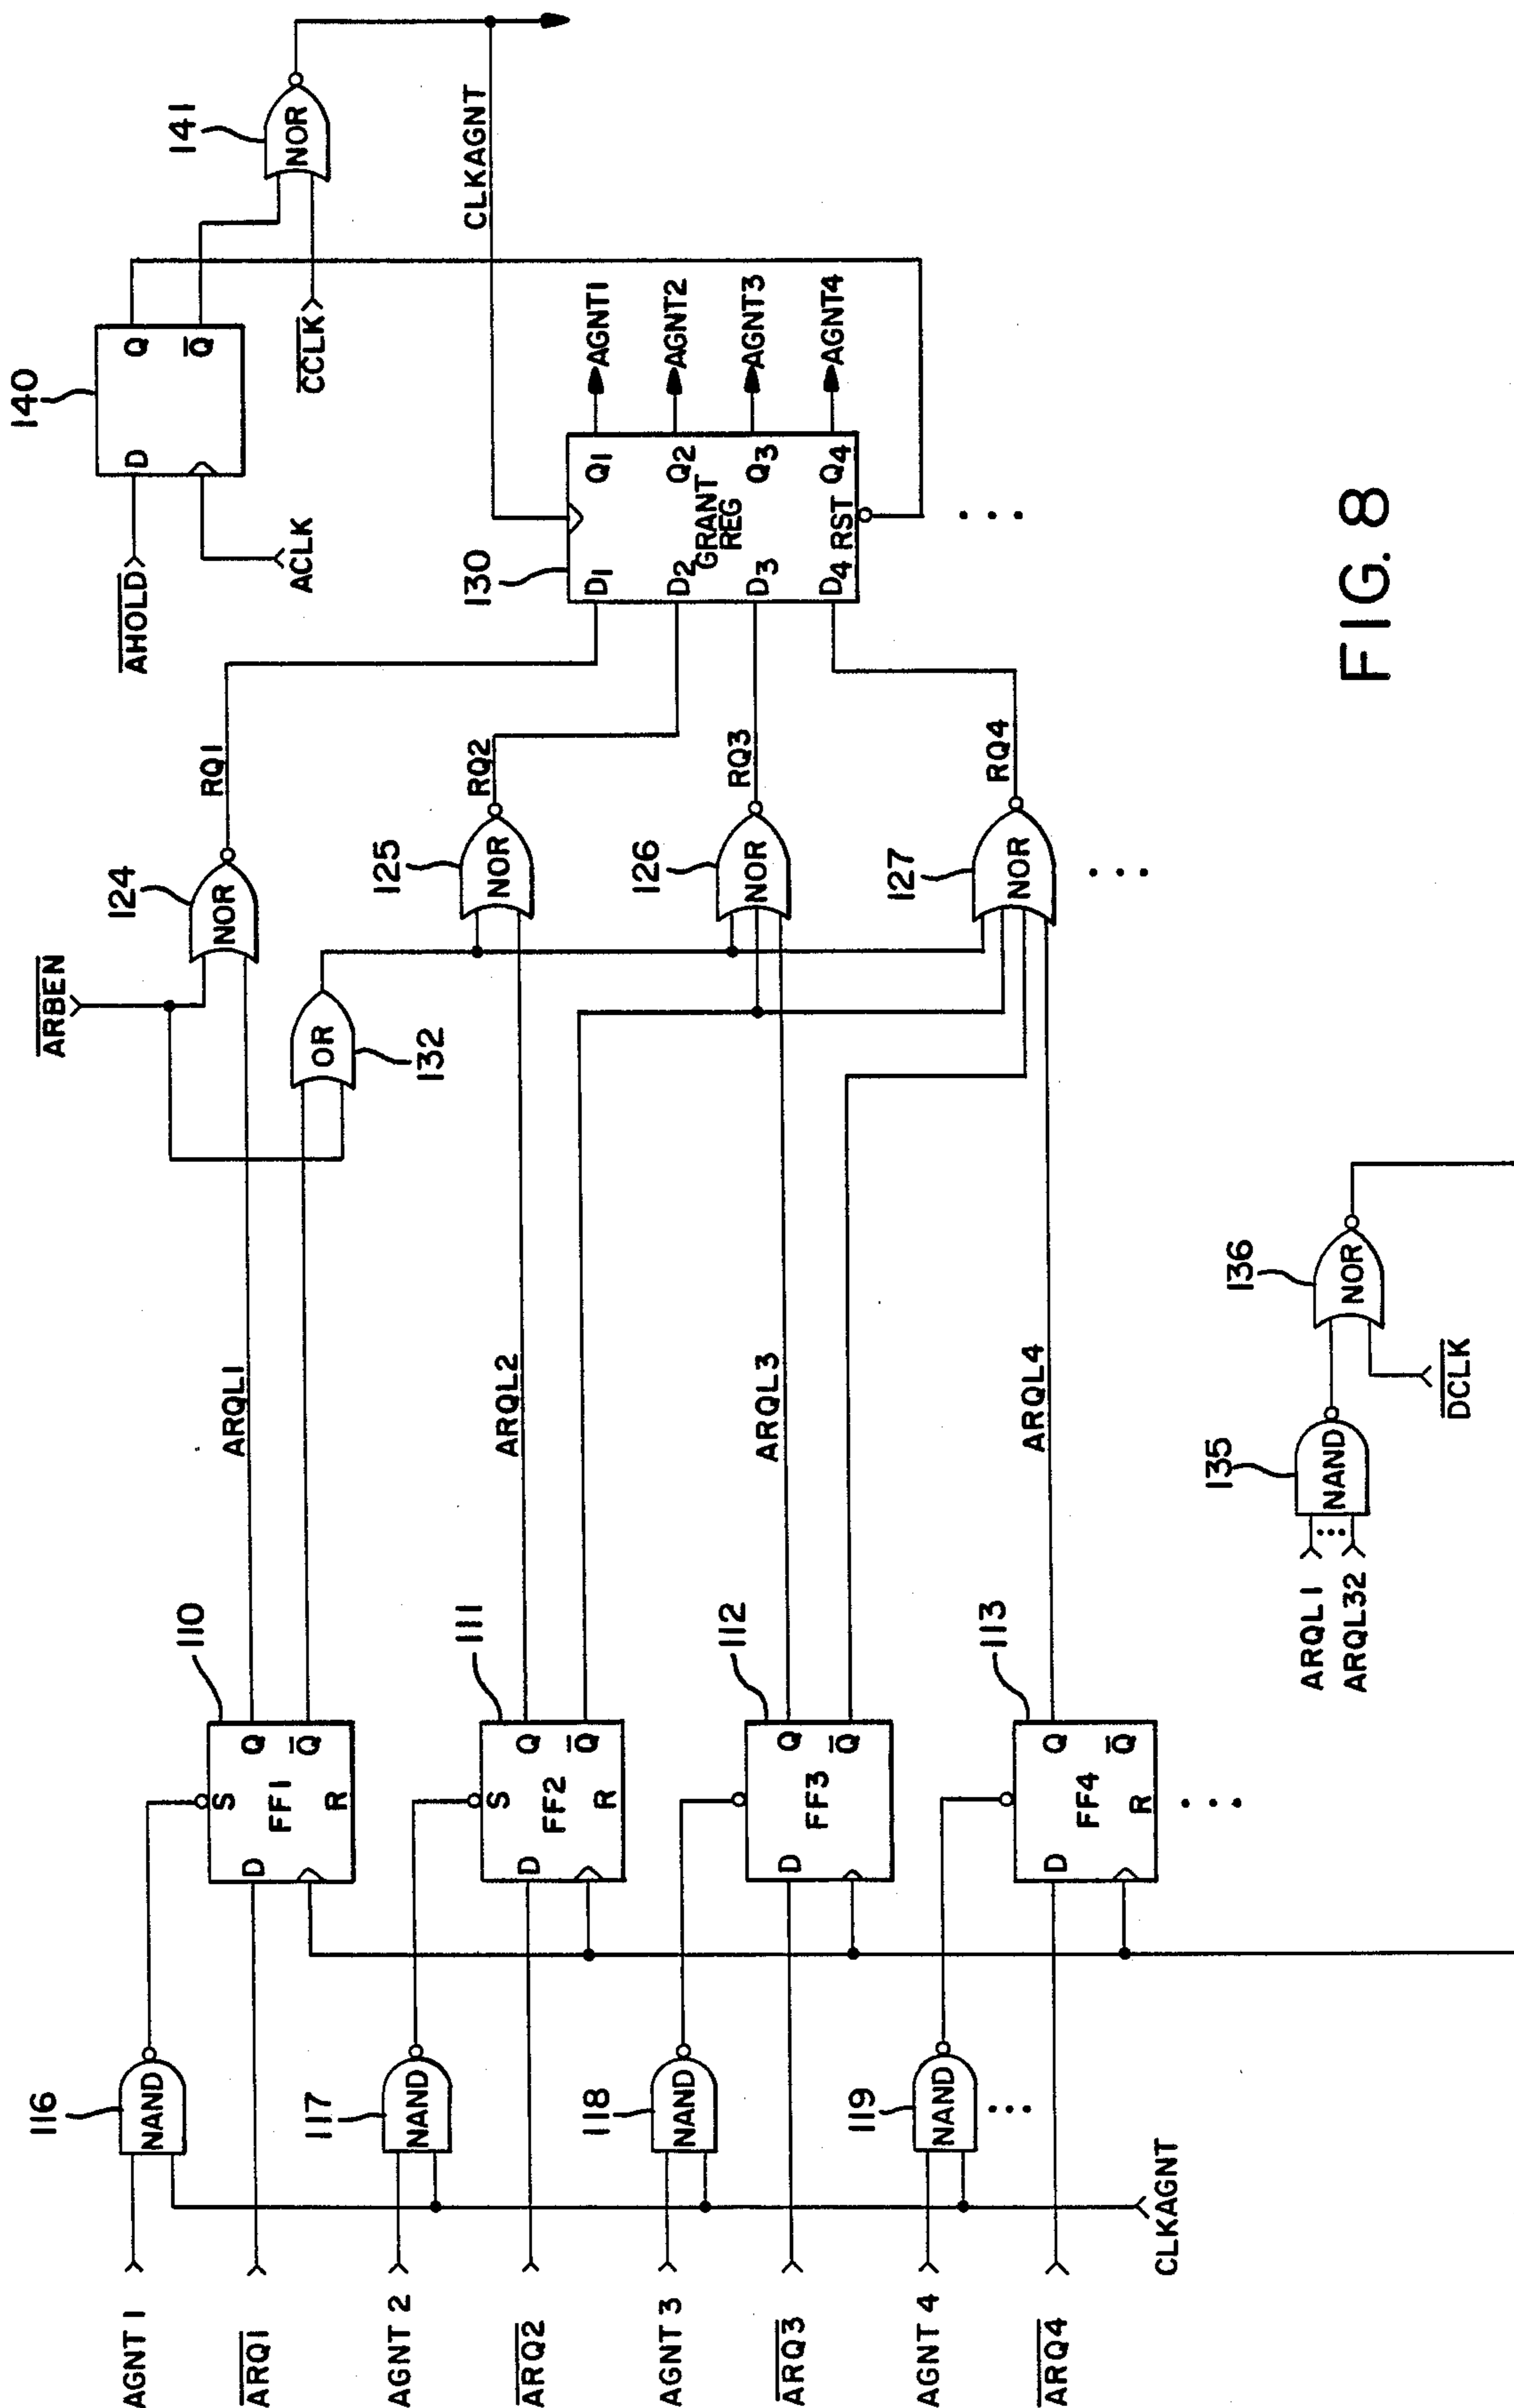 140
AHOLD
D
Q
Q
ACLK
141
NOR
CCLK
CLKAGNT
ARBEN
124
NOR
RQ1
132
OR
125
NOR
RQ2
126
NOR
RQ3
127
NOR
RQ4
...
130
D1
Q1
D2
Q2
GRANT
REG
D3
Q3
D4
RST
Q4
AGNT1
AGNT2
AGNT3
AGNT4
...
116
NAND
AGNT 1
ARQ1
110
S
D
Q
FF1
Q
R
ARQL1
117
NAND
AGNT 2
ARQ2
111
S
D
Q
FF2
Q
R
ARQL2
118
NAND
AGNT 3
ARQ3
112
D
Q
FF3
Q
ARQL3
119
NAND
...
AGNT 4
ARQ4
113
D
Q
FF4
Q
R
...
ARQL4
CLKAGNT
135
NAND
ARQL1
...
ARQL32
136
NOR
DCLK
FIG. 8